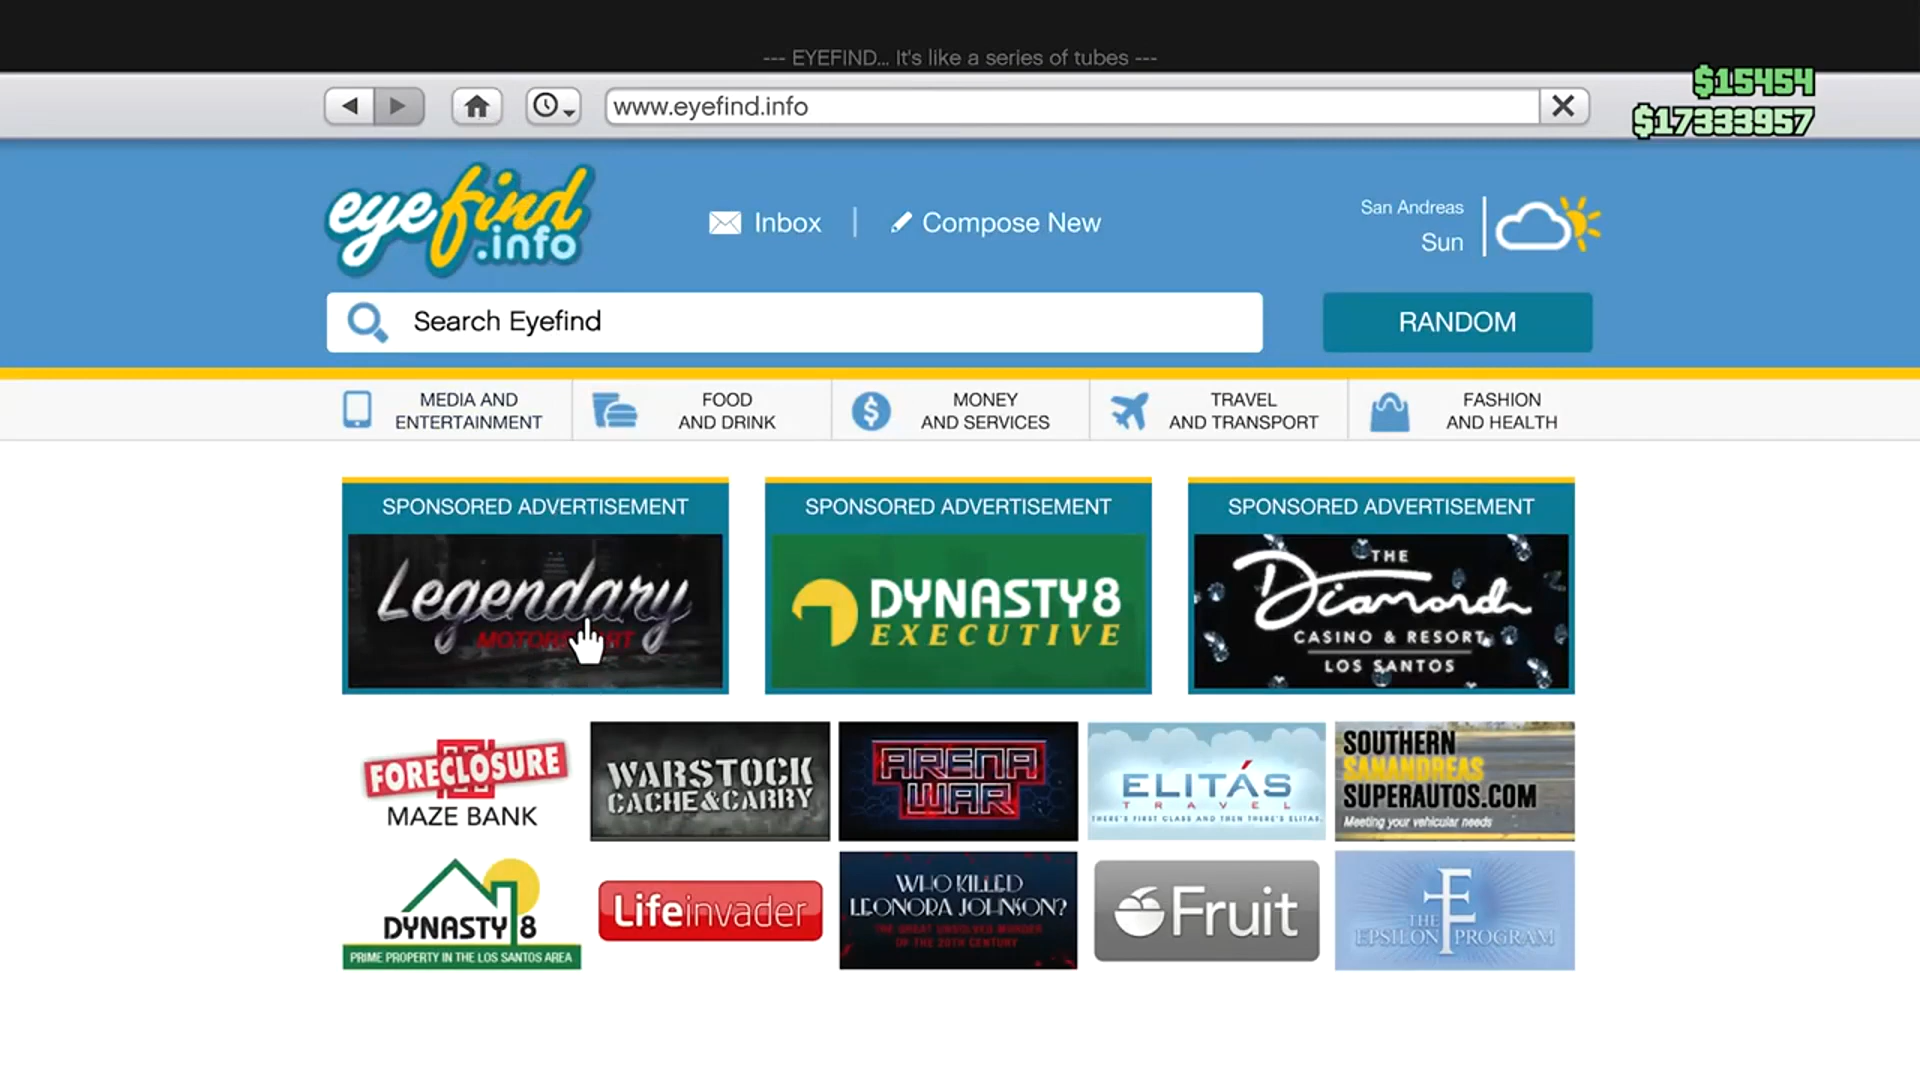 --- EYEFIND... It's like a series of tubes ---
$15454
www.eyefind.info
$17333957
eyefind
.info
Inbox
Compose New
San Andreas
Sun
Search Eyefind
RANDOM
MEDIA AND
ENTERTAINMENT
FOOD
AND DRINK
MONEY
AND SERVICES
TRAVEL
AND TRANSPORT
FASHION
AND HEALTH
SPONSORED ADVERTISEMENT
Legendary
MOTORSPORT
SPONSORED ADVERTISEMENT
DYNASTY8
EXECUTIVE
SPONSORED ADVERTISEMENT
THE
Diamond
CASINO & RESORT
LOS SANTOS
FORECLOSURE
MAZE BANK
WARSTOCK
CACHE&CARRY
ARENA
WAR
ELITÁS
TRAVEL
THERE'S FIRST CLASS AND THEN THERE'S ELITAS.
SOUTHERN
SANANDREAS
SUPERAUTOS.COM
Meeting your vehicular needs
DYNASTY 8
PRIME PROPERTY IN THE LOS SANTOS AREA
Lifeinvader
WHO KILLED
LEONORA JOHNSON?
THE GREAT UNSOLVED MURDER
OF THE 20TH CENTURY
Fruit
THE
EPSILON PROGRAM